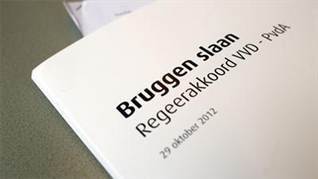 Bruggen slaan
Regeerakkoord VVD - PvdA
29 oktober 2012